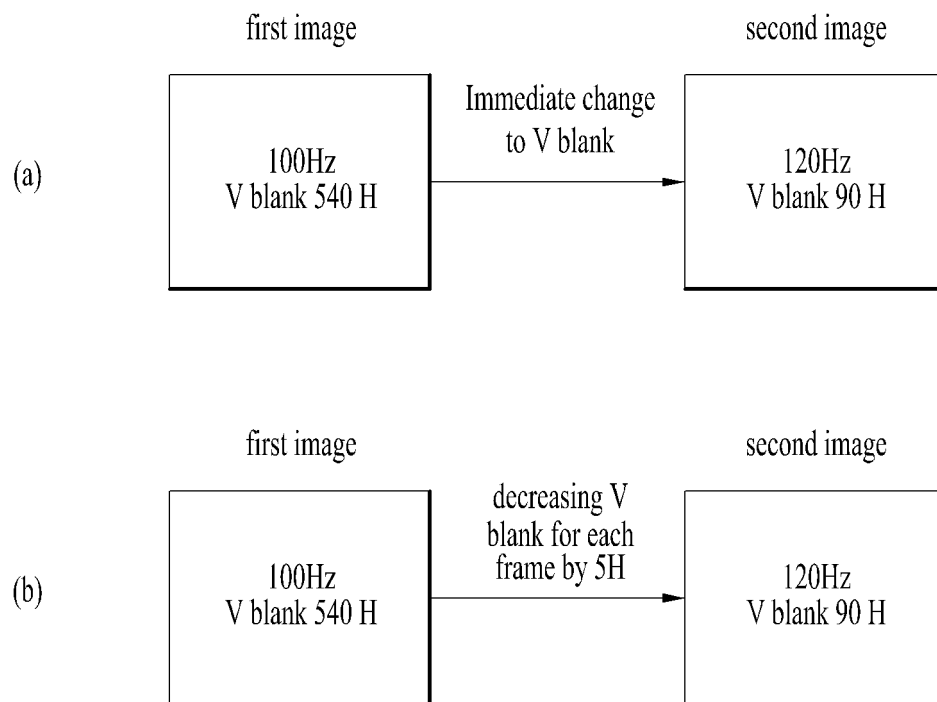 first image
second image
(a)
100Hz
V blank 540 H
Immediate change
to V blank
120Hz
V blank 90 H
first image
second image
(b)
100Hz
V blank 540 H
decreasing V
blank for each
frame by 5H
120Hz
V blank 90 H